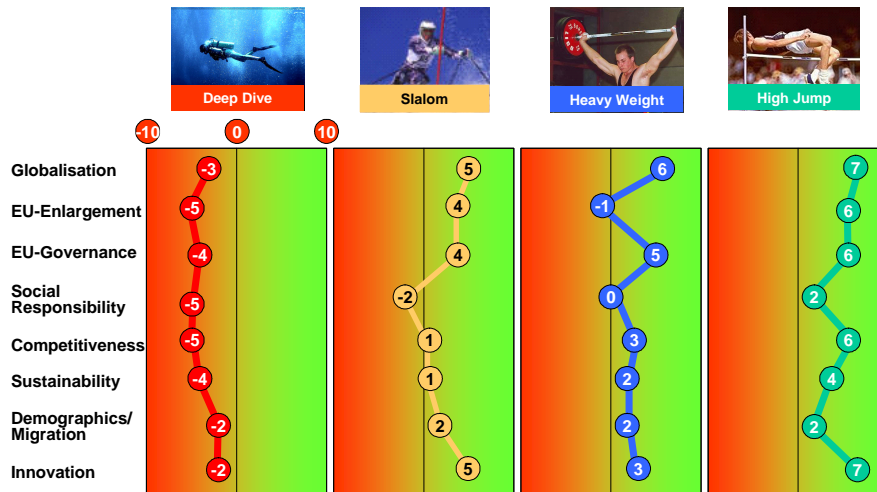 Deep Dive
Slalom
Heavy Weight
High Jump
-10 0 10
Globalisation -3 5 6 7
EU-Enlargement -5 4 -1 6
EU-Governance -4 4 5 6
Social
Responsibility -5 -2 0 2
Competitiveness -5 1 3 6
Sustainability -4 1 2 4
Demographics/
Migration -2 2 2 2
Innovation -2 5 3 7